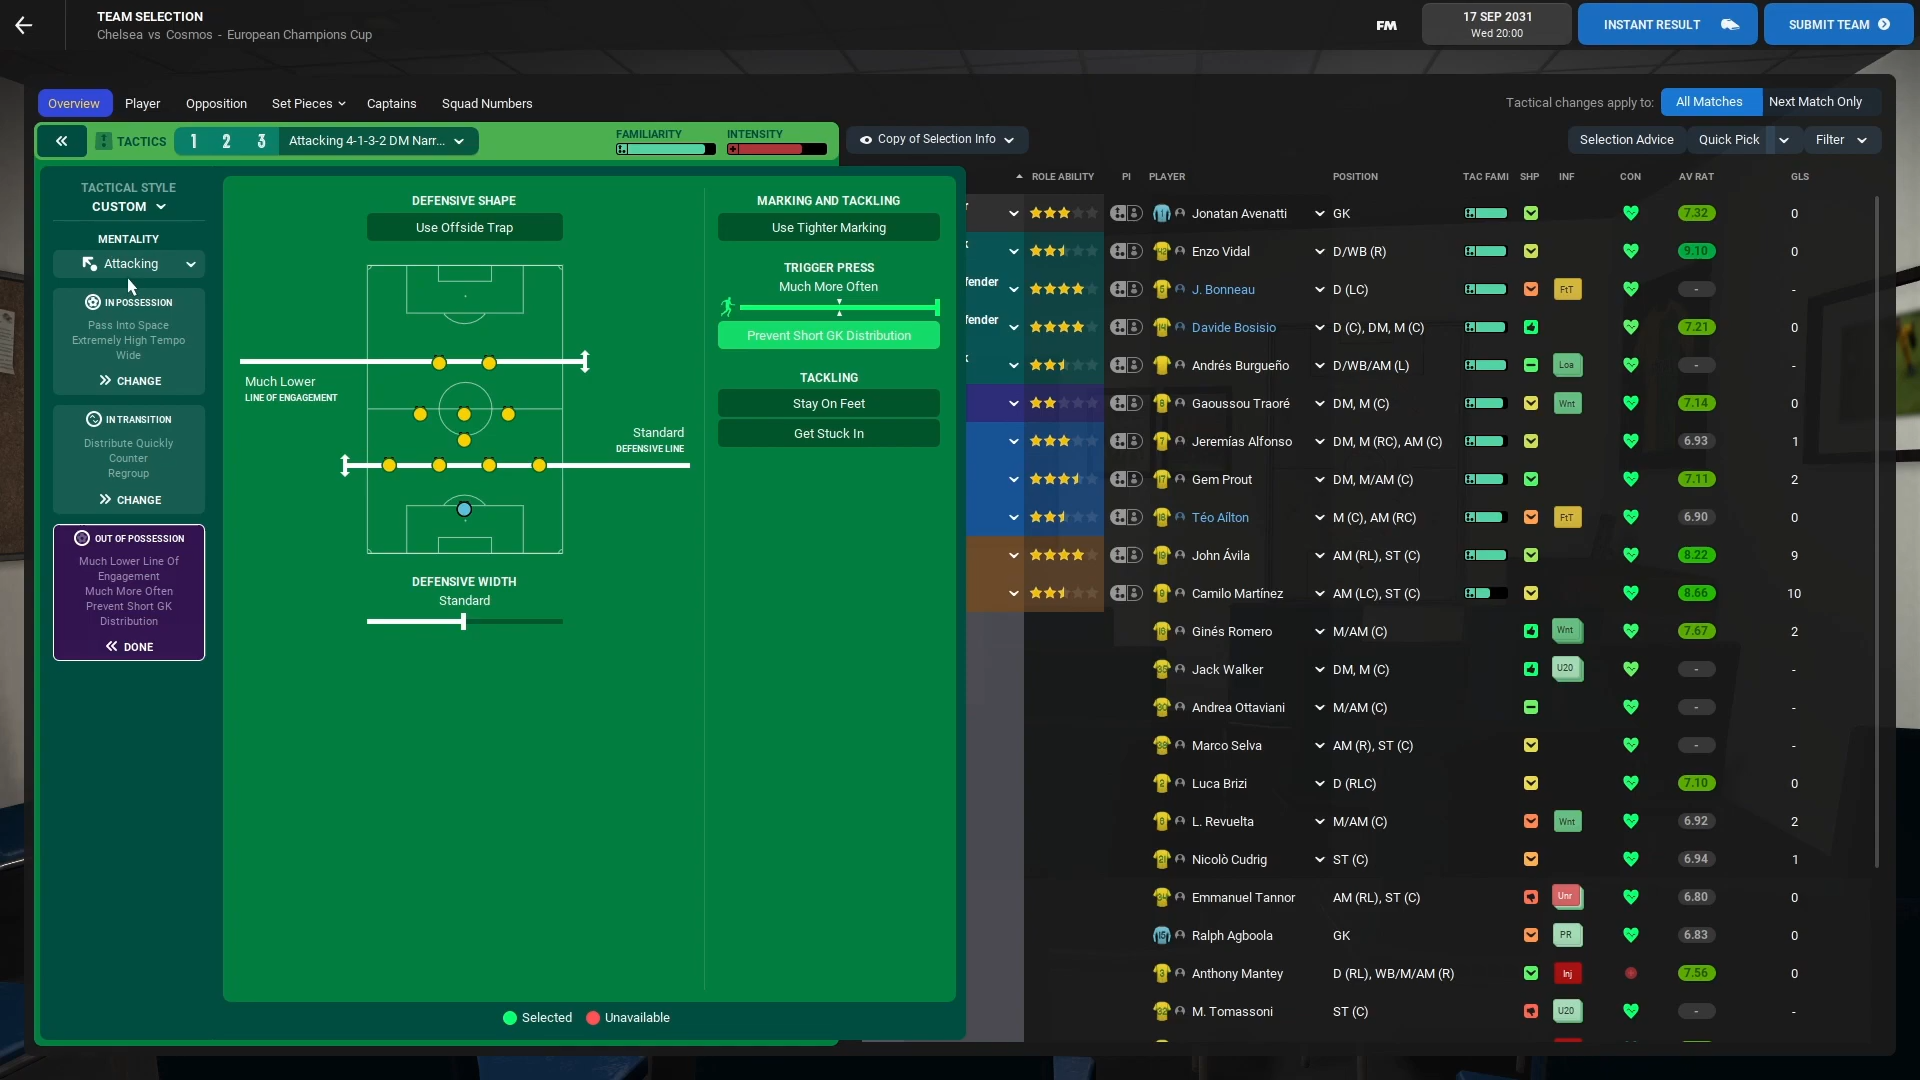 TEAM SELECTION
Chelsea vs Cosmos - European Champions Cup
FM
17 SEP 2031
Wed 20:00
INSTANT RESULT
SUBMIT TEAM
Overview
Player
Opposition
Set Pieces
Captains
Squad Numbers
Tactical changes apply to:
All Matches
Next Match Only
TACTICS
1 2 3
Attacking 4-1-3-2 DM Narr...
FAMILIARITY
INTENSITY
Copy of Selection Info
Selection Advice
Quick Pick
Filter
TACTICAL STYLE
CUSTOM
MENTALITY
Attacking
IN POSSESSION
Pass Into Space
Extremely High Tempo
Wide
CHANGE
IN TRANSITION
Distribute Quickly
Counter
Regroup
CHANGE
OUT OF POSSESSION
Much Lower Line Of
Engagement
Much More Often
Prevent Short GK
Distribution
DONE
DEFENSIVE SHAPE
Use Offside Trap
Much Lower
LINE OF ENGAGEMENT
Standard
DEFENSIVE LINE
DEFENSIVE WIDTH
Standard
MARKING AND TACKLING
Use Tighter Marking
TRIGGER PRESS
Much More Often
Prevent Short GK Distribution
TACKLING
Stay On Feet
Get Stuck In
Selected
Unavailable
ROLE ABILITY PI PLAYER POSITION TAC FAMI SHP INF CON AV RAT GLS
Jonatan Avenatti GK 7.32 0
Enzo Vidal D/WB (R) 9.10 0
fender J. Bonneau D (LC) FtT - -
fender Davide Bosisio D (C), DM, M (C) 7.21 0
Andrés Burgueño D/WB/AM (L) Loa - -
Gaoussou Traoré DM, M (C) Wnt 7.14 0
Jeremías Alfonso DM, M (RC), AM (C) 6.93 1
Gem Prout DM, M/AM (C) 7.11 2
Téo Aílton M (C), AM (RC) FtT 6.90 0
John Ávila AM (RL), ST (C) 8.22 9
Camilo Martínez AM (LC), ST (C) 8.66 10
Ginés Romero M/AM (C) Wnt 7.67 2
Jack Walker DM, M (C) U20 - -
Andrea Ottaviani M/AM (C) - -
Marco Selva AM (R), ST (C) - -
Luca Brizi D (RLC) 7.10 0
L. Revuelta M/AM (C) Wnt 6.92 2
Nicolò Cudrig ST (C) 6.94 1
Emmanuel Tannor AM (RL), ST (C) Unr 6.80 0
Ralph Agboola GK PR 6.83 0
Anthony Mantey D (RL), WB/M/AM (R) Inj 7.56 0
M. Tomassoni ST (C) U20 - -